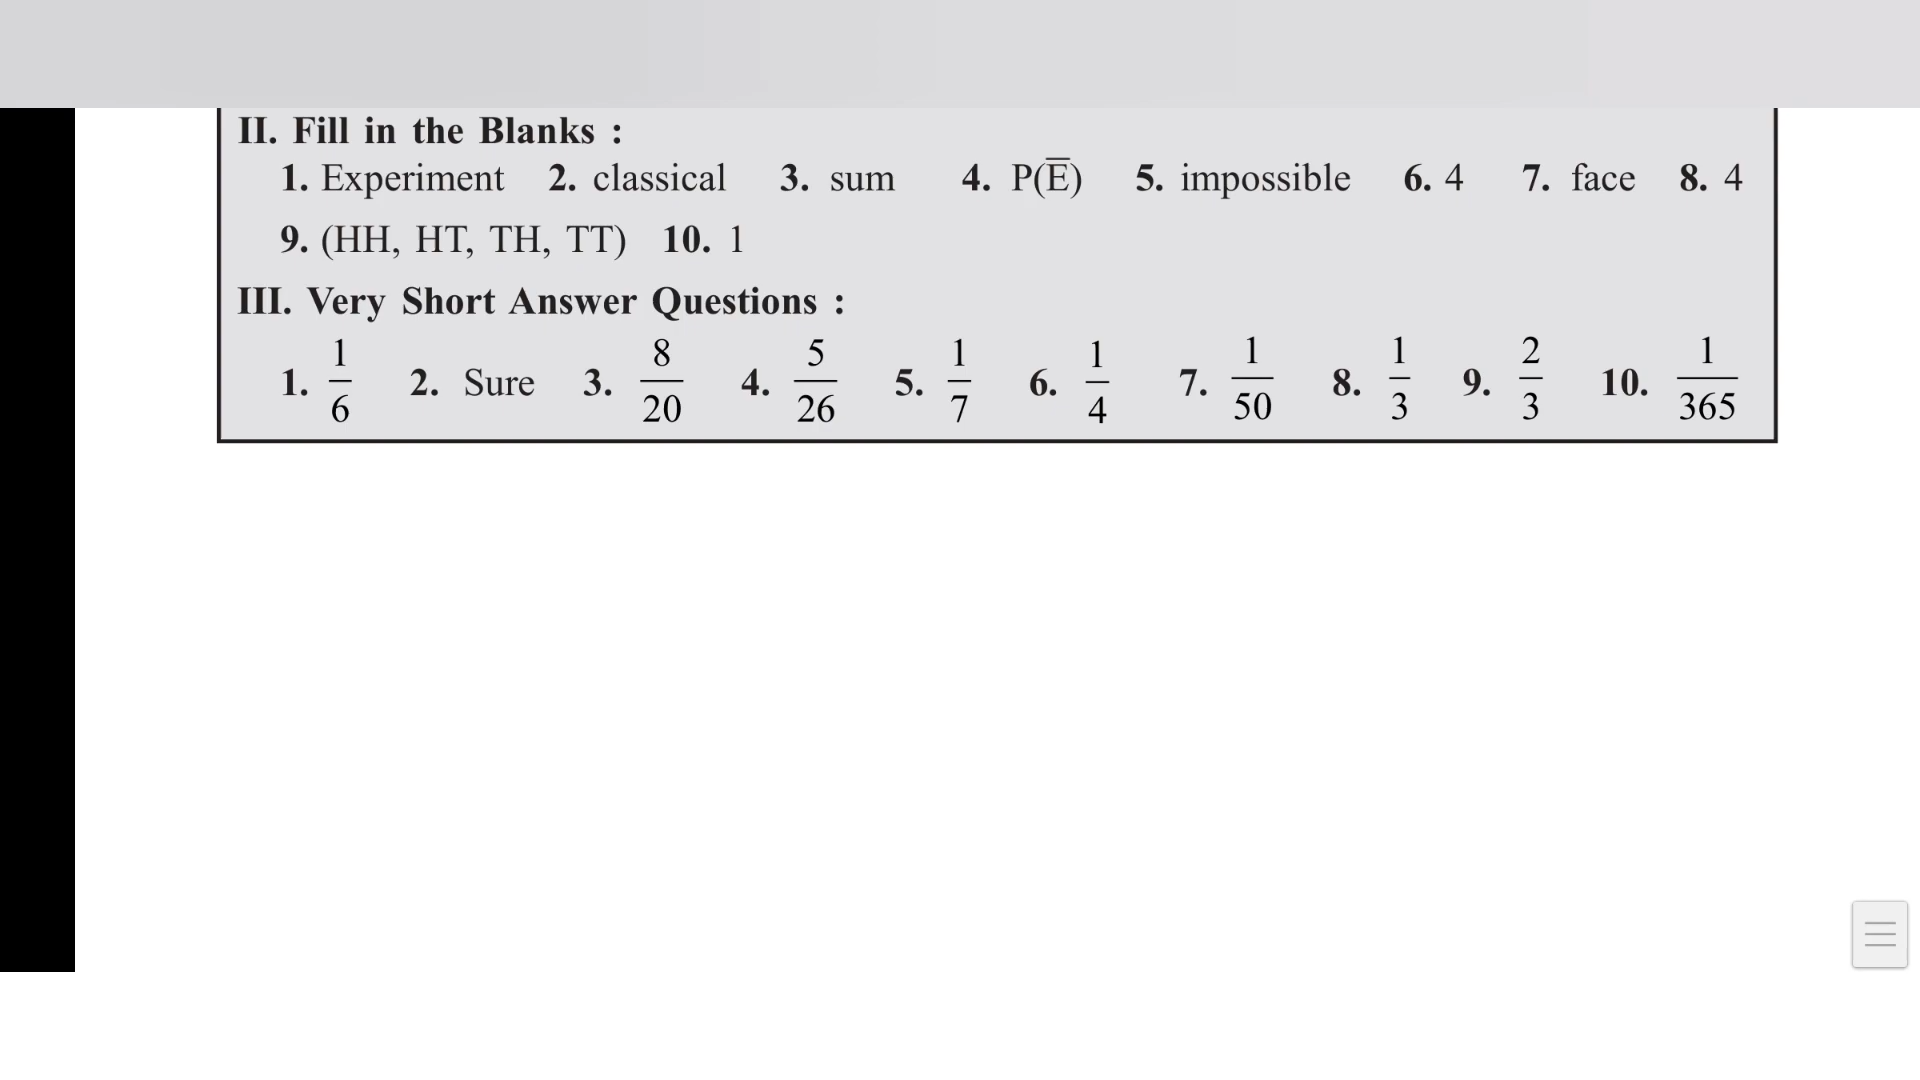 II. Fill in the Blanks :
1. Experiment 2. classical 3. sum 4. P(E̅) 5. impossible 6. 4 7. face 8. 4
9. (HH, HT, TH, TT) 10. 1
III. Very Short Answer Questions :
1. 1/6 2. Sure 3. 8/20 4. 5/26 5. 1/7 6. 1/4 7. 1/50 8. 1/3 9. 2/3 10. 1/365